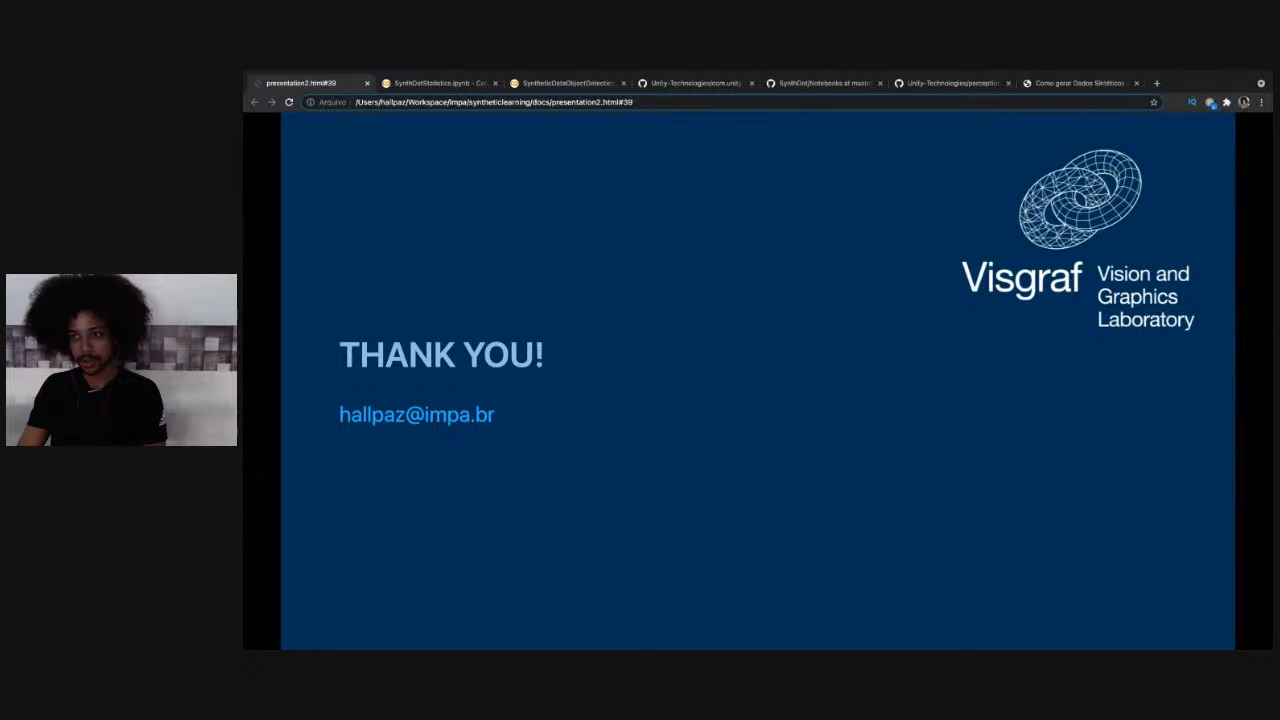 presentation2.html#39
SynthDetStatistics.ipynb - Co
SyntheticDataObjectDetection
Unity-Technologies/com.unity
SynthDet/Notebooks at master
Unity-Technologies/perception
Como gerar Dados Sintéticos
Arquivo /Users/hallpaz/Workspace/impa/syntheticlearning/docs/presentation2.html#39
Visgraf
Vision and
Graphics
Laboratory
THANK YOU!
hallpaz@impa.br